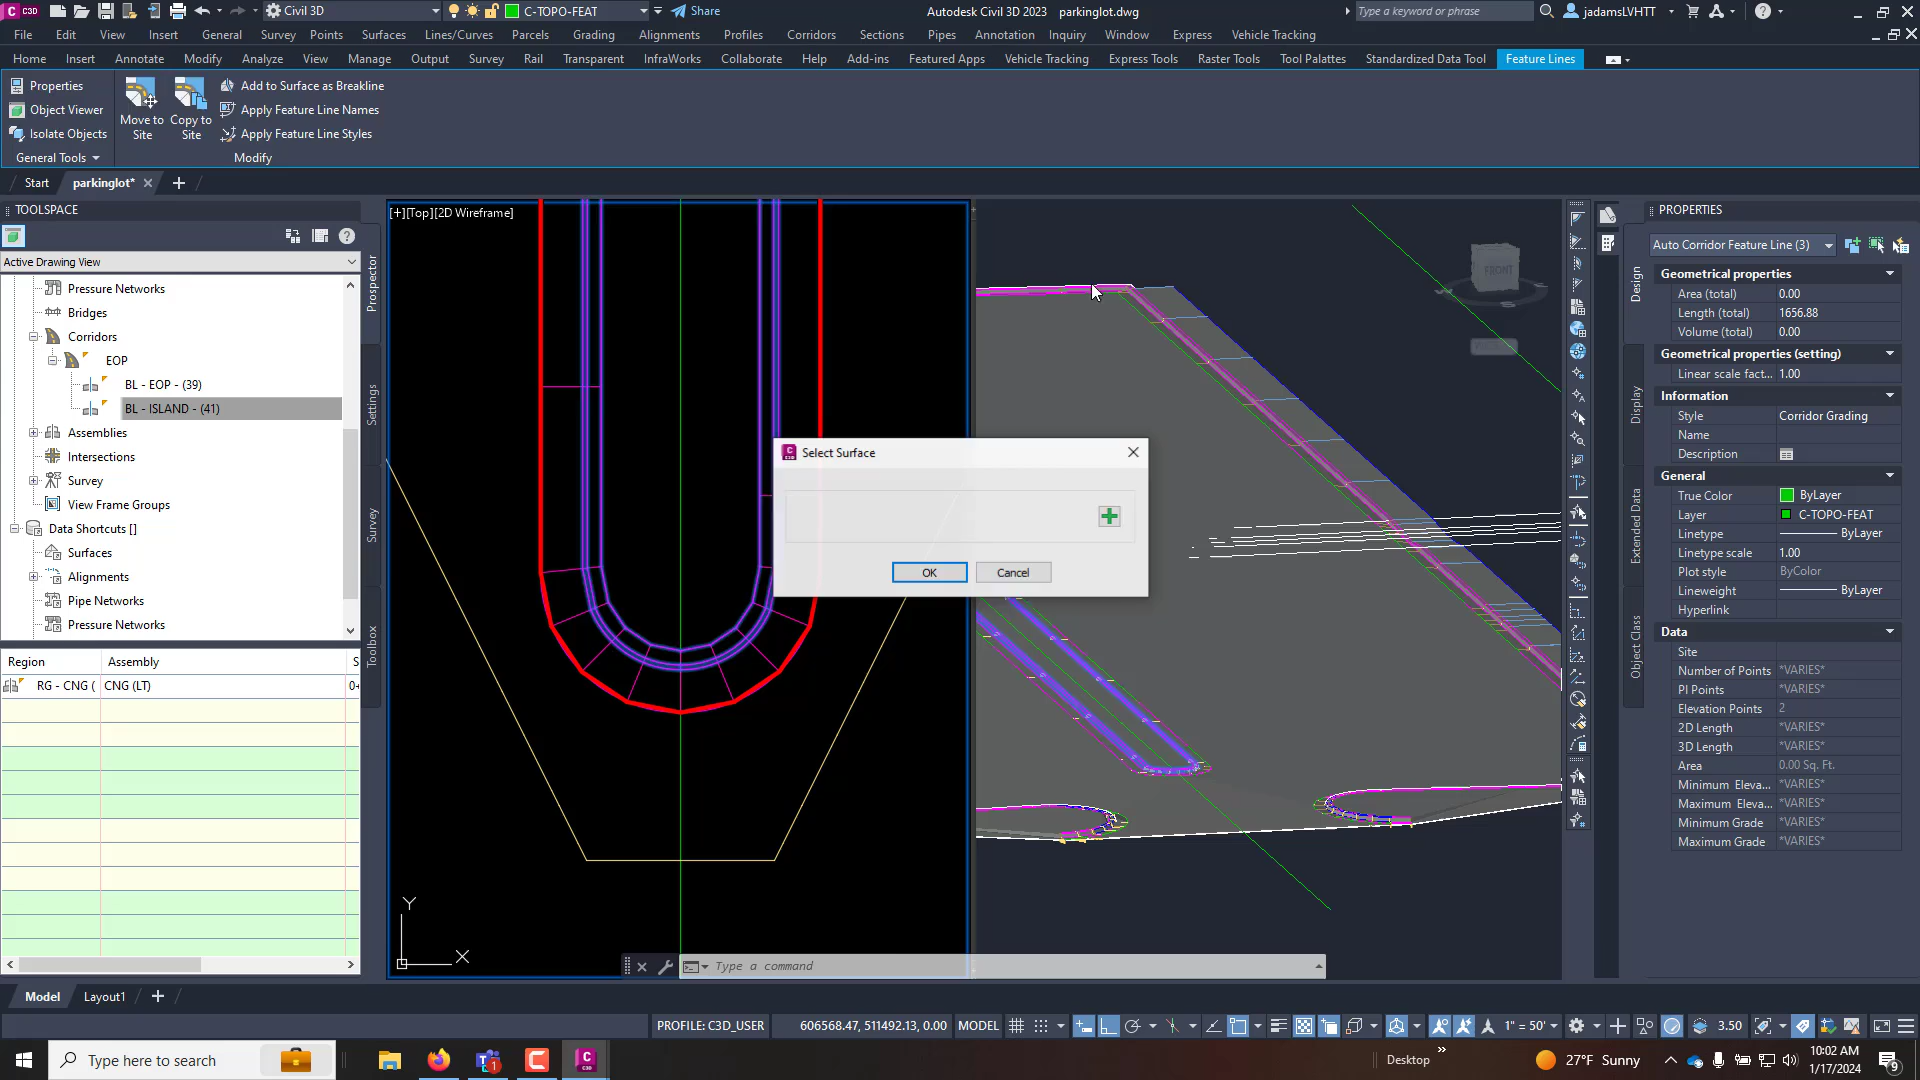 C3D
Civil 3D
C-TOPO-FEAT
Share
Autodesk Civil 3D 2023
parkinglot.dwg
Type a keyword or phrase
jadamsLVHTT
File
Edit
View
Insert
General
Survey
Points
Surfaces
Lines/Curves
Parcels
Grading
Alignments
Profiles
Corridors
Sections
Pipes
Annotation
Inquiry
Window
Express
Vehicle Tracking
Home
Insert
Annotate
Modify
Analyze
View
Manage
Output
Survey
Rail
Transparent
InfraWorks
Collaborate
Help
Add-ins
Featured Apps
Vehicle Tracking
Express Tools
Raster Tools
Tool Palettes
Standardized Data Tool
Feature Lines
Properties
Object Viewer
Isolate Objects
General Tools
Move to Site
Copy to Site
Add to Surface as Breakline
Apply Feature Line Names
Apply Feature Line Styles
Modify
Start
parkinglot*
TOOLSPACE
Active Drawing View
Pressure Networks
Bridges
Corridors
EOP
BL - EOP - (39)
BL - ISLAND - (41)
Assemblies
Intersections
Survey
View Frame Groups
Data Shortcuts []
Surfaces
Alignments
Pipe Networks
Pressure Networks
Prospector
Settings
Survey
Toolbox
Region
Assembly
S
RG - CNG (
CNG (LT)
0+
[+][Top][2D Wireframe]
Y
X
Select Surface
OK
Cancel
FRONT
W
S
Type a command
PROPERTIES
Auto Corridor Feature Line (3)
Design
Display
Extended Data
Object Class
Geometrical properties
Area (total) 0.00
Length (total) 1656.88
Volume (total) 0.00
Geometrical properties (setting)
Linear scale fact... 1.00
Information
Style Corridor Grading
Name
Description
General
True Color ByLayer
Layer C-TOPO-FEAT
Linetype ByLayer
Linetype scale 1.00
Plot style ByColor
Lineweight ByLayer
Hyperlink
Data
Site
Number of Points *VARIES*
PI Points *VARIES*
Elevation Points 2
2D Length *VARIES*
3D Length *VARIES*
Area 0.00 Sq. Ft.
Minimum Eleva... *VARIES*
Maximum Eleva... *VARIES*
Minimum Grade *VARIES*
Maximum Grade *VARIES*
Model
Layout1
PROFILE: C3D_USER
606568.47, 511492.13, 0.00
MODEL
1" = 50'
3.50
Type here to search
Desktop
27°F Sunny
10:02 AM
1/17/2024
9